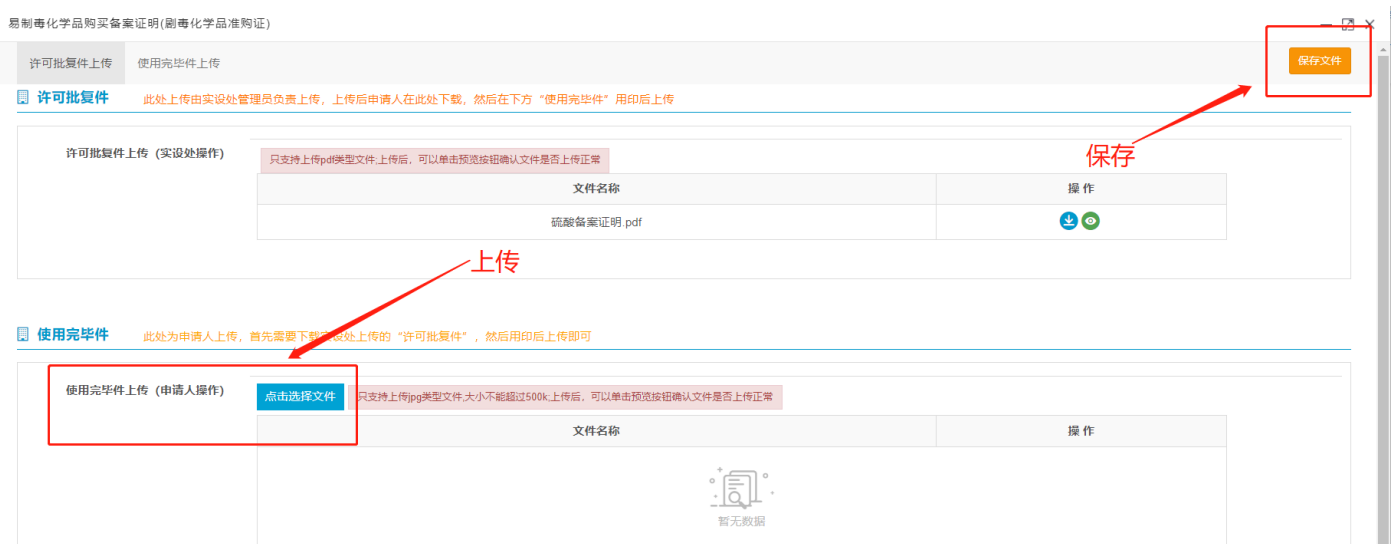 易制毒化学品购买备案证明(剧毒化学品准购证)
许可批复件上传 使用完毕件上传 保存文件
许可批复件 此处上传由实设处管理员负责上传，上传后申请人在此处下载，然后在下方“使用完毕件”用印后上传
保存
许可批复件上传（实设处操作) 只支持上传pdf类型文件;上传后，可以单击预览按钮确认文件是否上传正常
文件名称 操 作
硫酸备案证明.pdf
上传
使用完毕件 此处为申请人上传，首先需要下载实设处上传的“许可批复件”，然后用印后上传即可
使用完毕件上传（申请人操作) 点击选择文件 只支持上传jpg类型文件,大小不能超过500k;上传后，可以单击预览按钮确认文件是否上传正常
文件名称 操 作
暂无数据